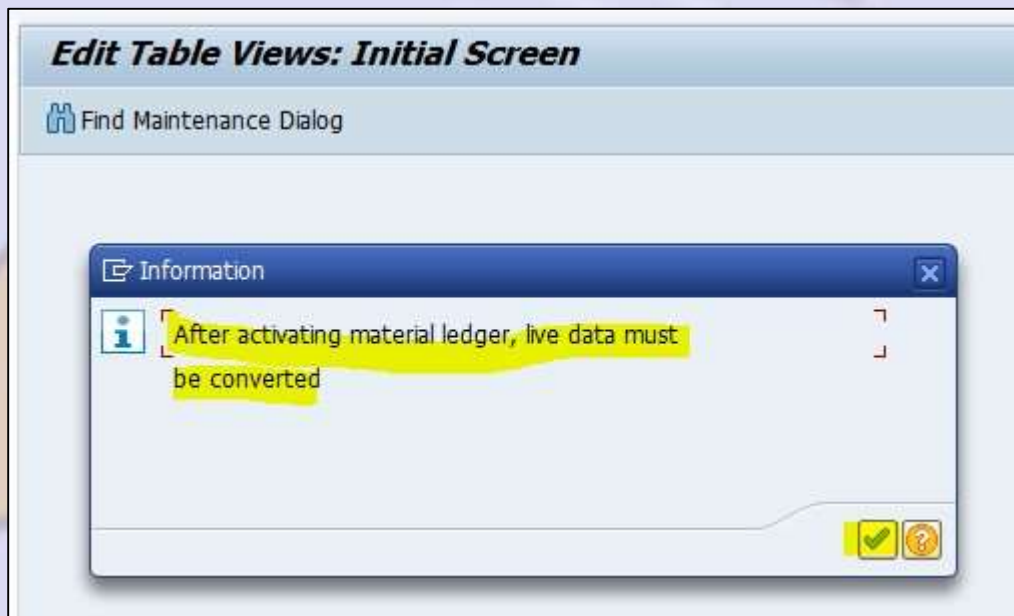 Edit Table Views: Initial Screen
Find Maintenance Dialog
Information
After activating material ledger, live data must
be converted